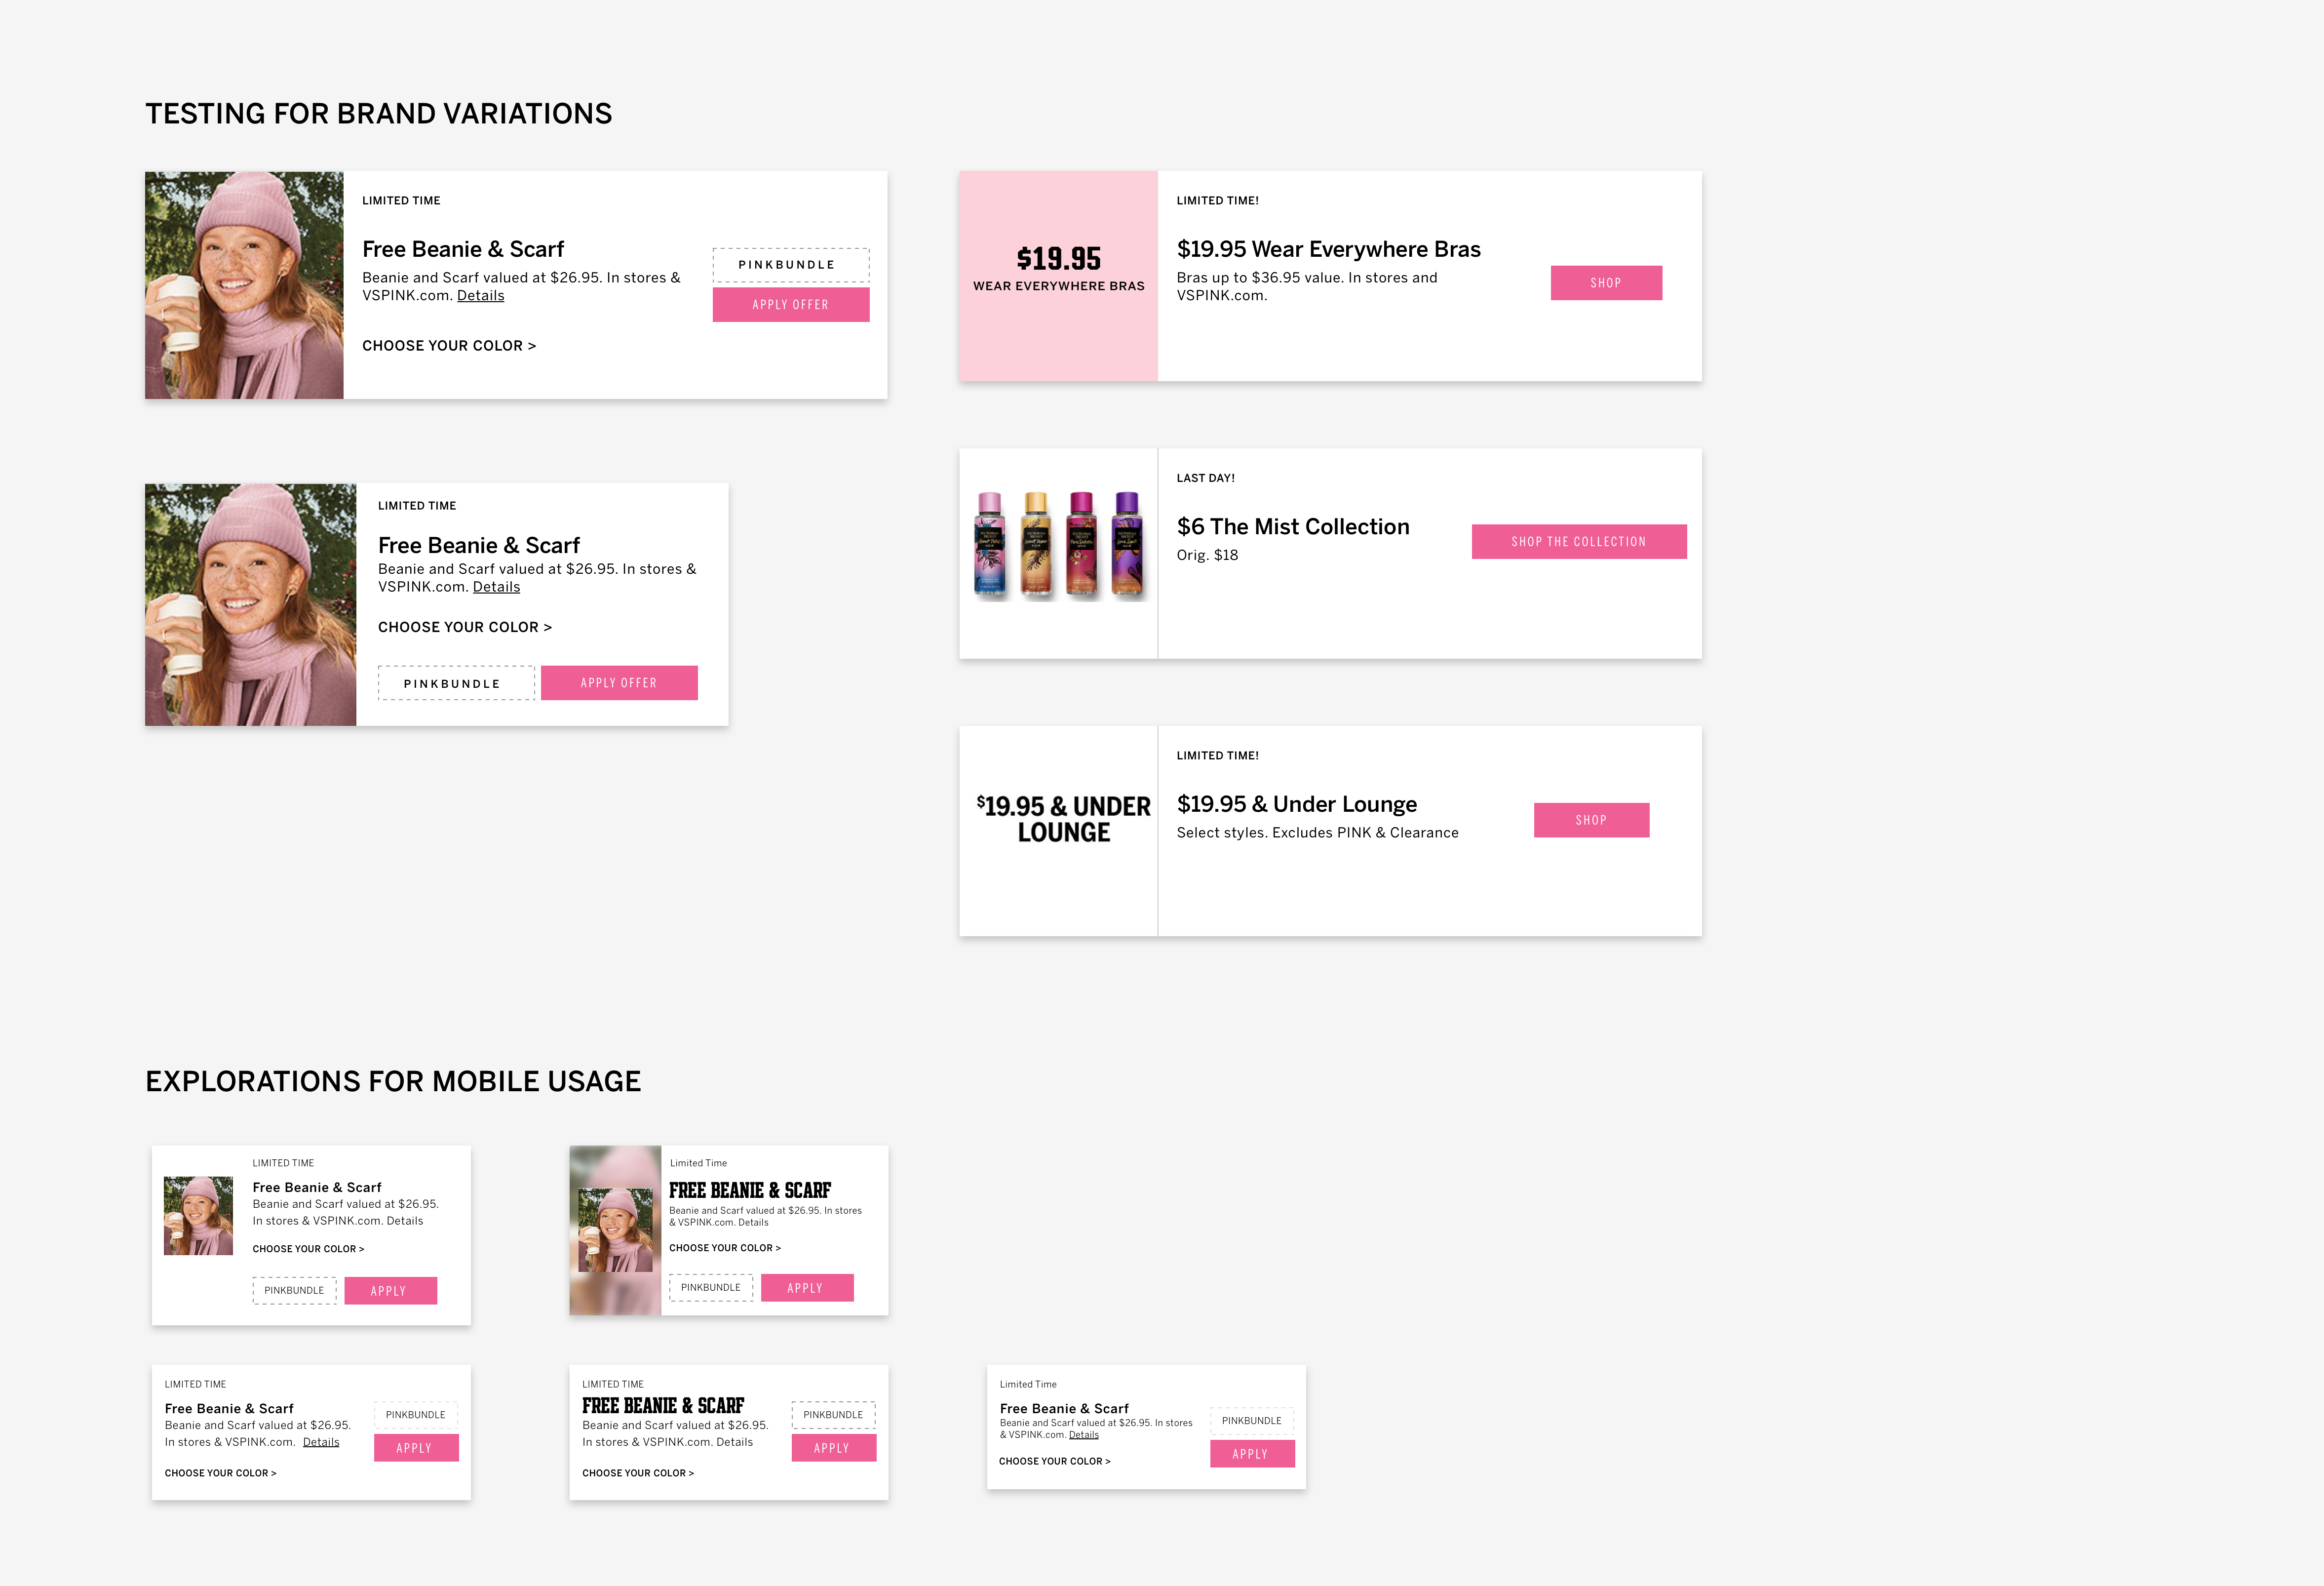 TESTING FOR BRAND VARIATIONS
LIMITED TIME
Free Beanie & Scarf
Beanie and Scarf valued at $26.95. In stores &
VSPINK.com. Details
CHOOSE YOUR COLOR >
PINKBUNDLE
APPLY OFFER
$19.95
WEAR EVERYWHERE BRAS
LIMITED TIME!
$19.95 Wear Everywhere Bras
Bras up to $36.95 value. In stores and
VSPINK.com.
SHOP
LIMITED TIME
Free Beanie & Scarf
Beanie and Scarf valued at $26.95. In stores &
VSPINK.com. Details
CHOOSE YOUR COLOR >
PINKBUNDLE
APPLY OFFER
LAST DAY!
$6 The Mist Collection
Orig. $18
SHOP THE COLLECTION
$19.95 & UNDER
LOUNGE
LIMITED TIME!
$19.95 & Under Lounge
Select styles. Excludes PINK & Clearance
SHOP
EXPLORATIONS FOR MOBILE USAGE
LIMITED TIME
Free Beanie & Scarf
Beanie and Scarf valued at $26.95.
In stores & VSPINK.com. Details
CHOOSE YOUR COLOR >
PINKBUNDLE
APPLY
Limited Time
FREE BEANIE & SCARF
Beanie and Scarf valued at $26.95. In stores
& VSPINK.com. Details
CHOOSE YOUR COLOR >
PINKBUNDLE
APPLY
LIMITED TIME
Free Beanie & Scarf
Beanie and Scarf valued at $26.95.
In stores & VSPINK.com. Details
CHOOSE YOUR COLOR >
PINKBUNDLE
APPLY
LIMITED TIME
FREE BEANIE & SCARF
Beanie and Scarf valued at $26.95.
In stores & VSPINK.com. Details
CHOOSE YOUR COLOR >
PINKBUNDLE
APPLY
Limited Time
Free Beanie & Scarf
Beanie and Scarf valued at $26.95. In stores
& VSPINK.com. Details
CHOOSE YOUR COLOR >
PINKBUNDLE
APPLY